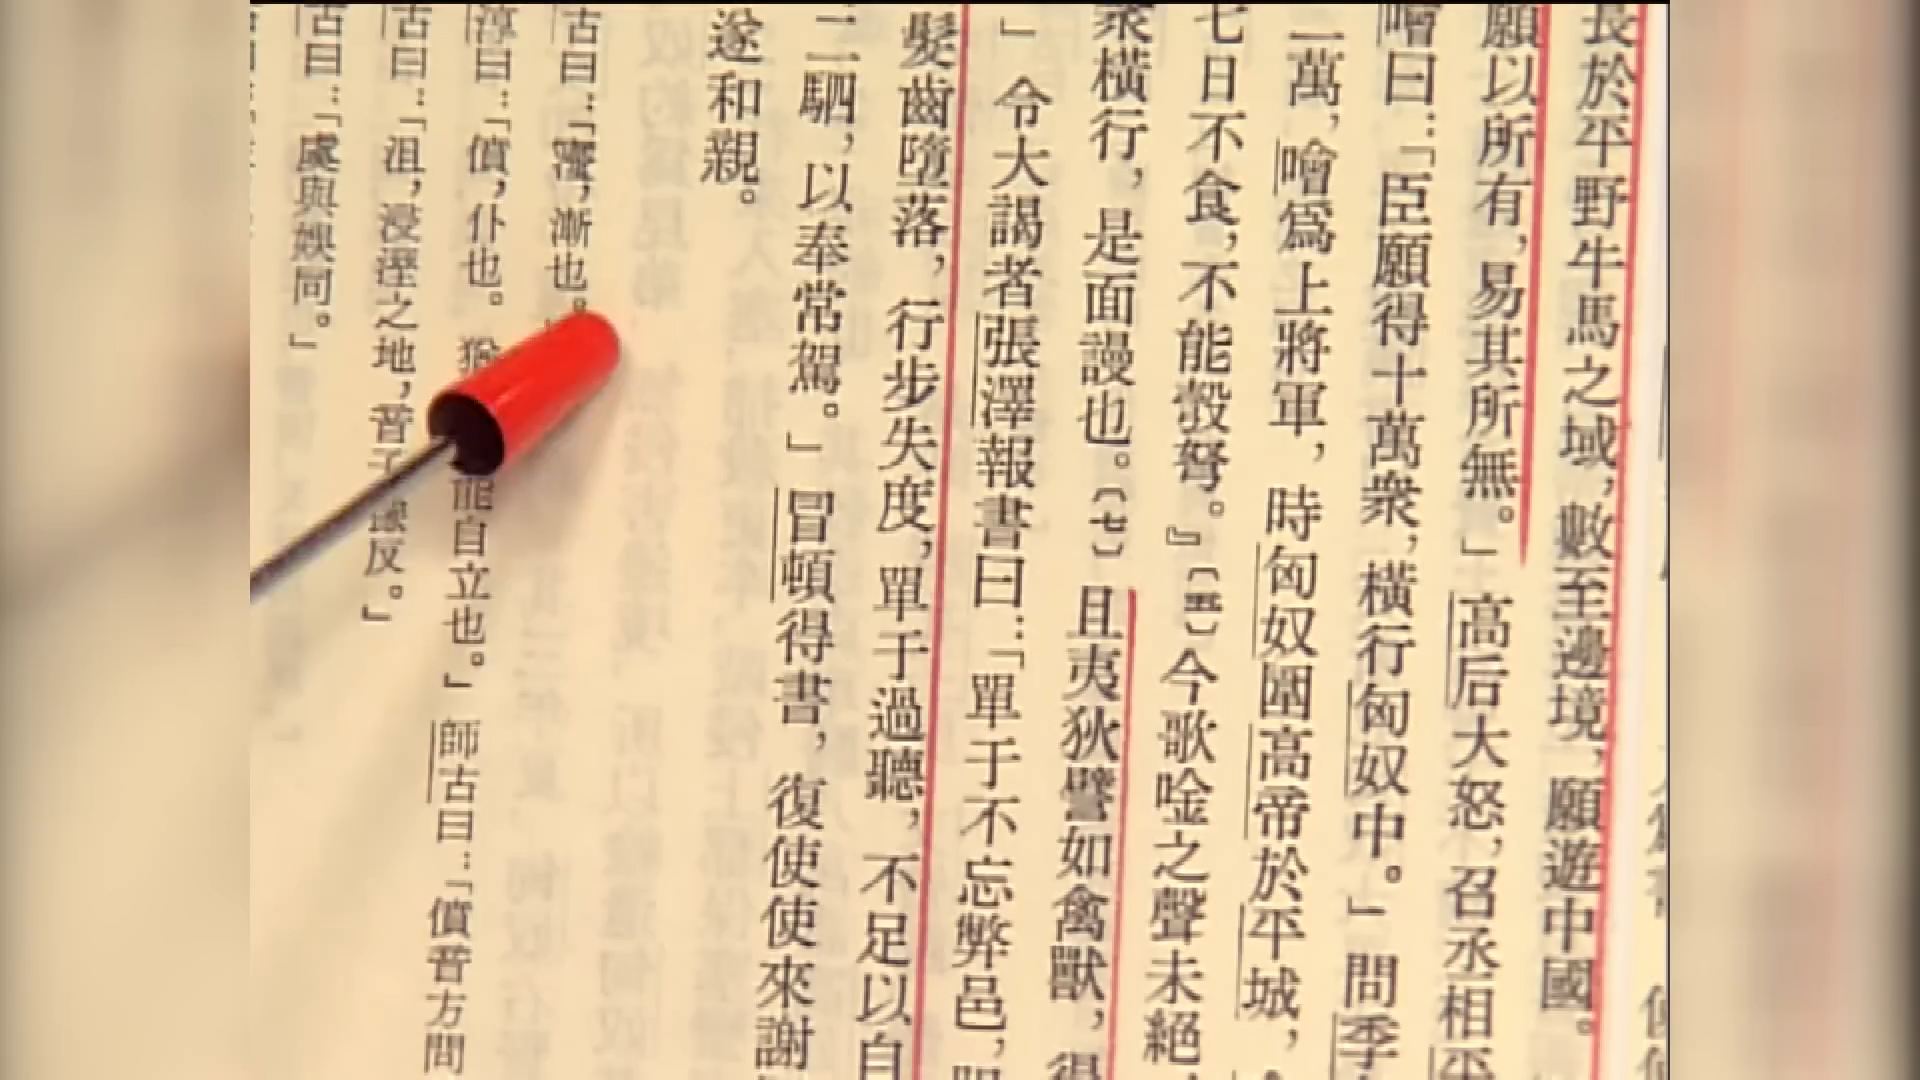 長於平野牛馬之域，數至邊境，願遊中國。
願以所有，易其所無。」高后大怒，召丞相平
噲曰：「臣願得十萬衆，橫行匈奴中。」問季
二萬，噲爲上將軍，時匈奴圍高帝於平城，
七日不食，不能彀弩。』〔五〕今歌唫之聲未絕，
衆橫行，是面謾也。〔七〕且夷狄譬如禽獸，得
」令大謁者張澤報書曰：「單于不忘弊邑，
髮齒墮落，行步失度，單于過聽，不足以自
二駟，以奉常駕。」冒頓得書，復使使來謝
遂和親。
古曰：「寖，漸也。
淳曰：「僨，仆也。 能自立也。」師古曰：「僨音方問
古曰：「沮，浸溼之地，音子 反。」
古曰：「虞與娛同。」